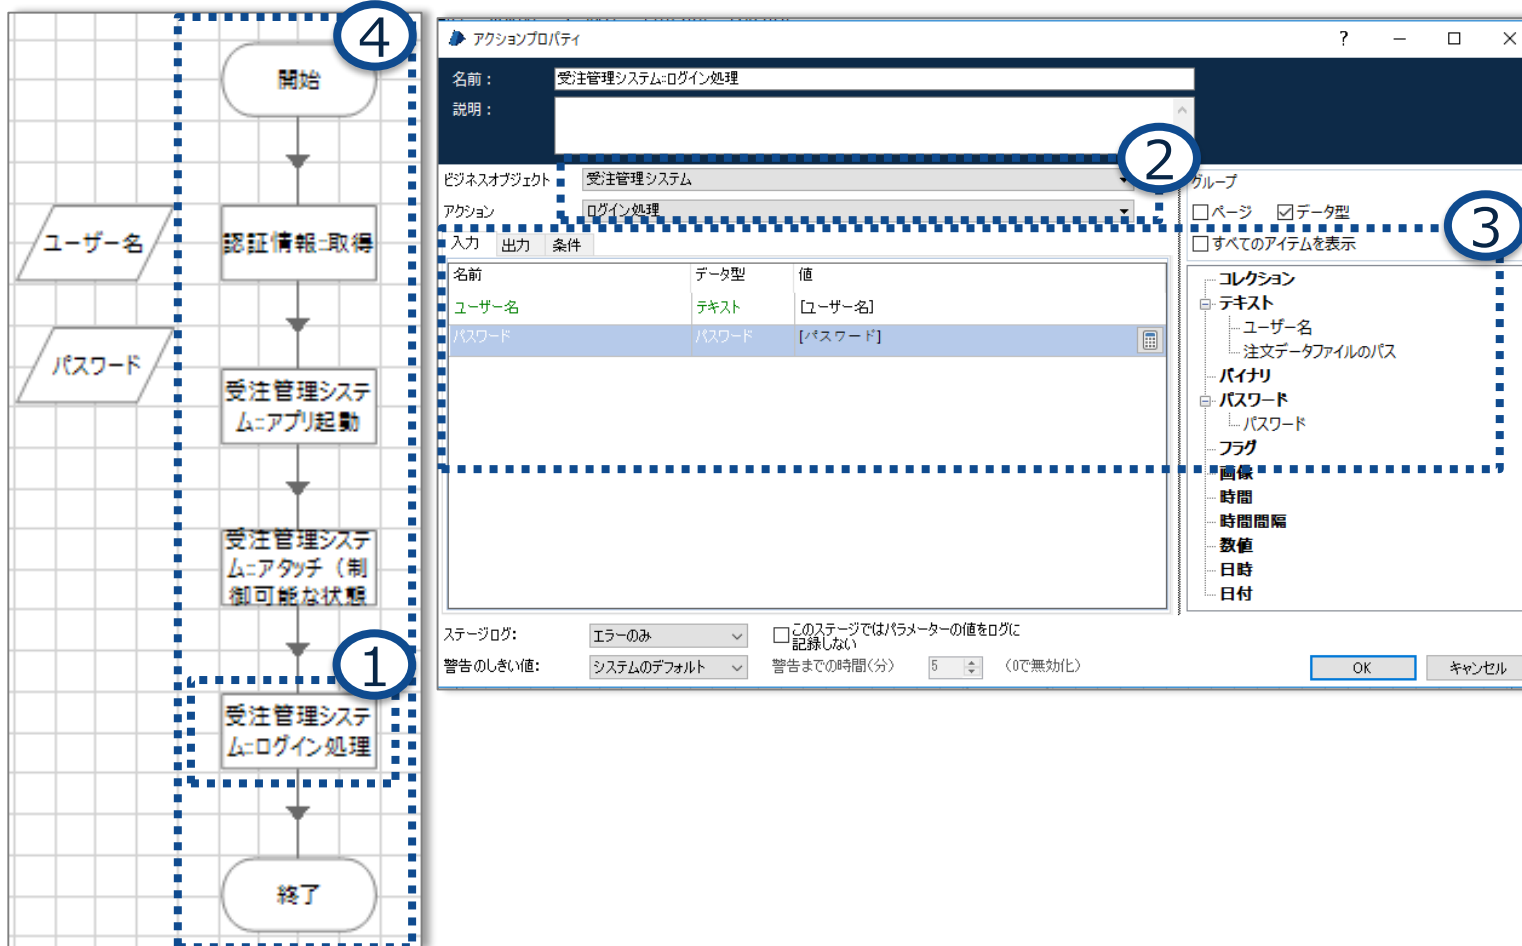 4
開始
ユーザー名
認証情報::取得
パスワード
受注管理システ
ム::アプリ起動
受注管理システ
ム::アタッチ（制
御可能な状態
1
受注管理システ
ム::ログイン処理
終了
アクションプロパティ
?
名前：
受注管理システム::ログイン処理
説明：
2
ビジネスオブジェクト
受注管理システム
アクション
ログイン処理
グループ
ページ
データ型
すべてのアイテムを表示
3
入力
出力
条件
名前
データ型
値
ユーザー名
テキスト
[ユーザー名]
パスワード
パスワード
[パスワード]
コレクション
テキスト
ユーザー名
注文データファイルのパス
バイナリ
パスワード
パスワード
フラグ
画像
時間
時間間隔
数値
日時
日付
ステージログ:
エラーのみ
このステージではパラメーターの値をログに
記録しない
警告のしきい値:
システムのデフォルト
警告までの時間(分)
5
(0で無効化)
OK
キャンセル